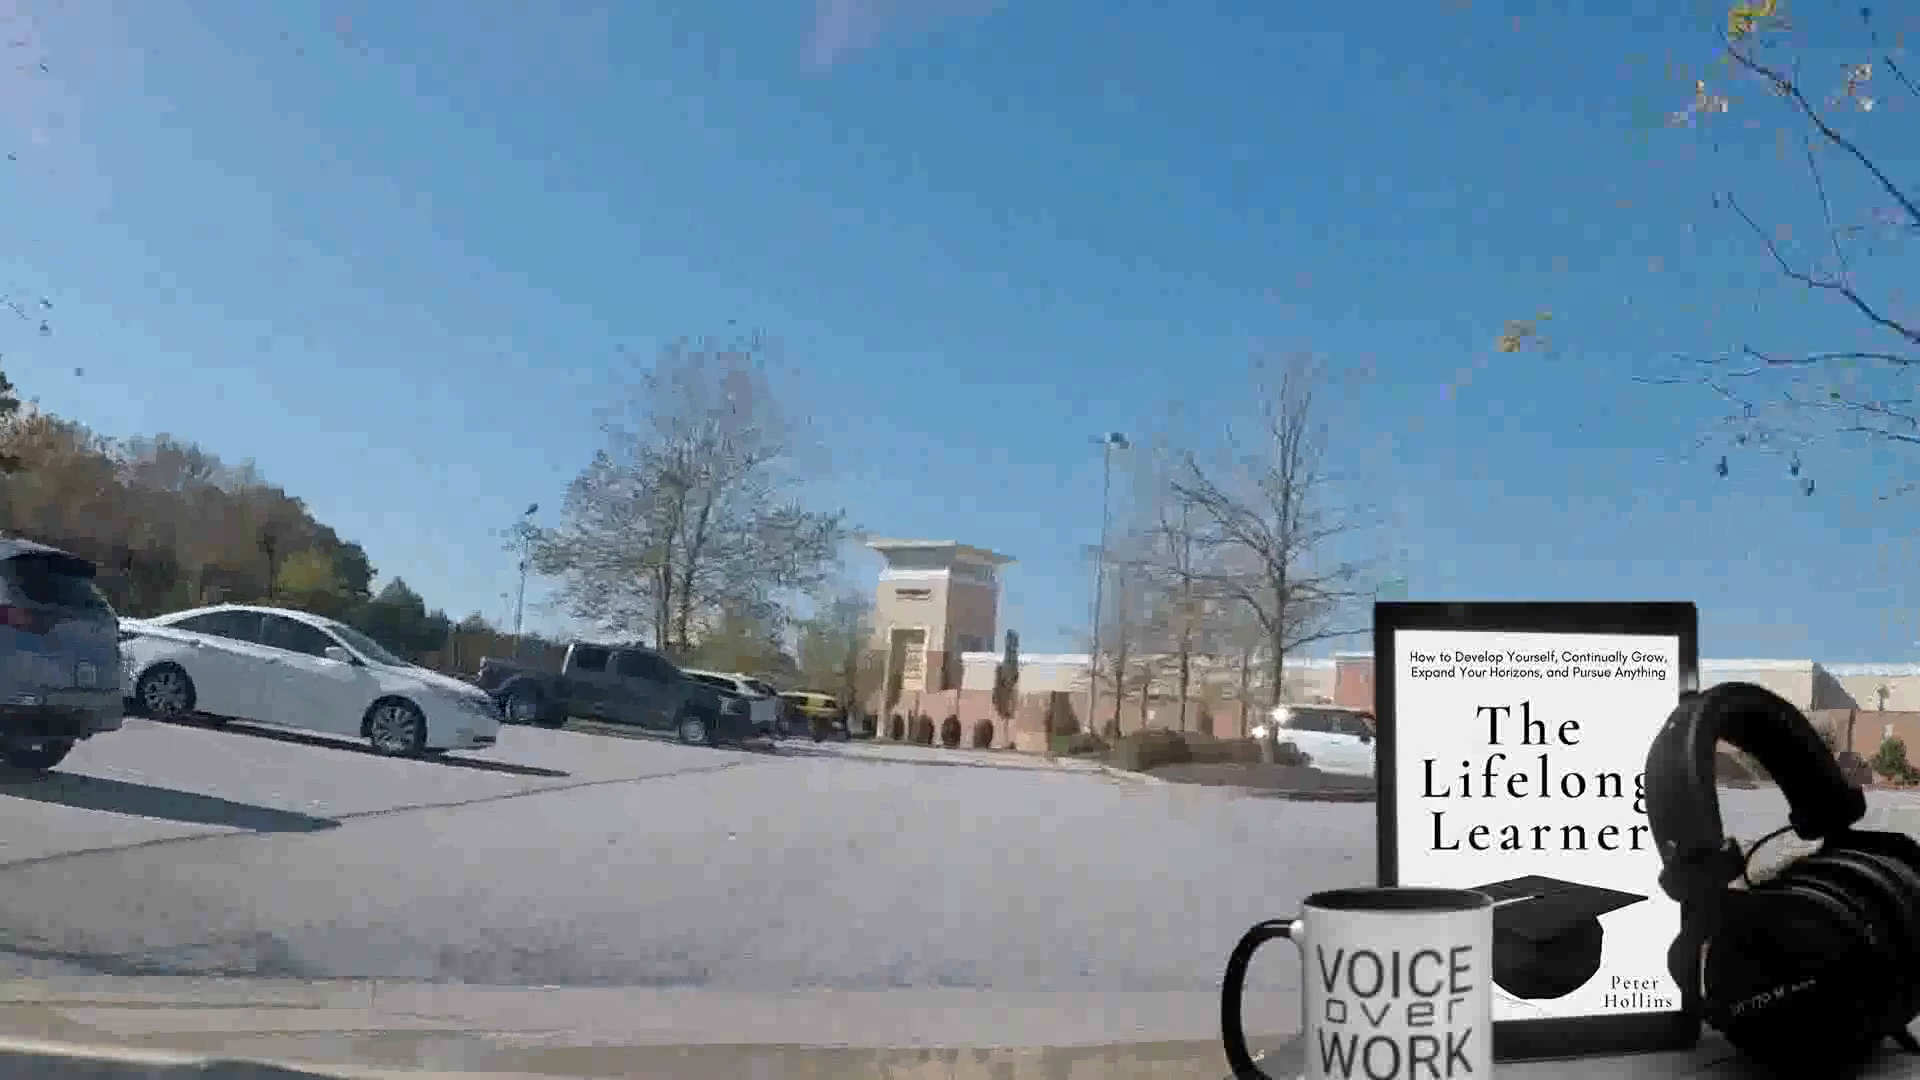 How to Develop Yourself, Continually Grow,
Expand Your Horizons, and Pursue Anything
The
Lifelong
Learner
Peter
Hollins
VOICE
over
WORK